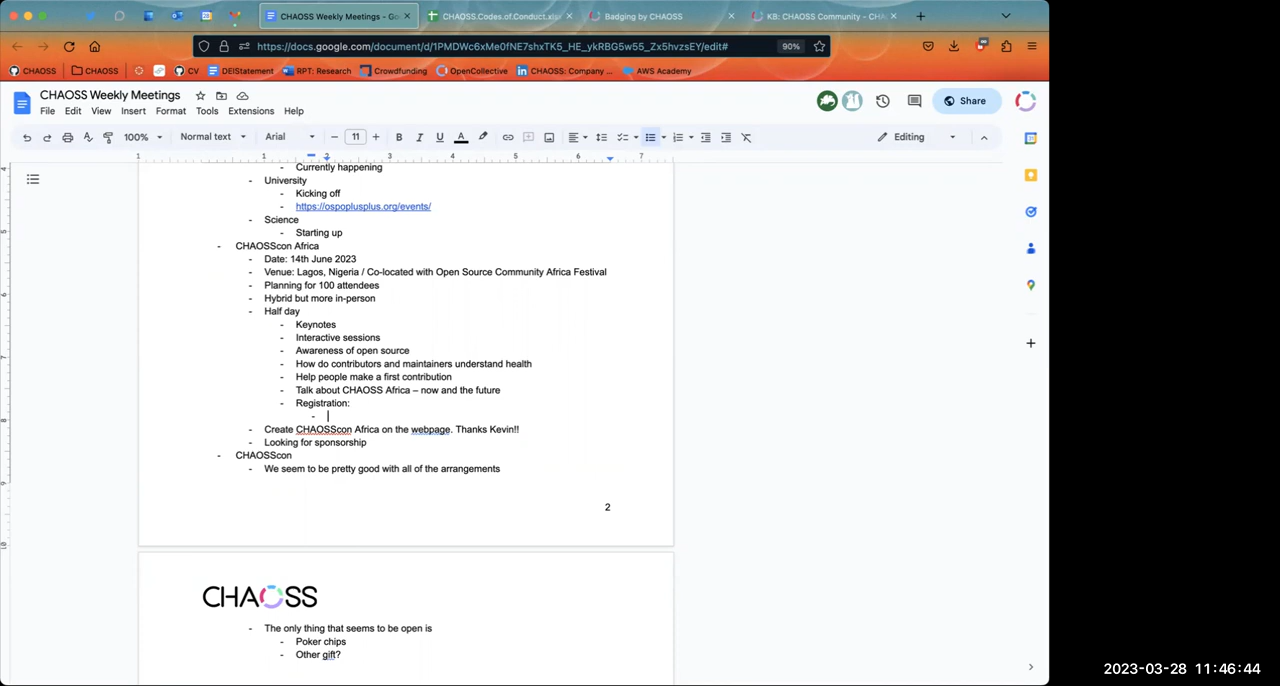 CHAOSS Weekly Meetings - Go
CHAOSS.Codes.of.Conduct.xls
Badging by CHAOSS
KB: CHAOSS Community - CHA
https://docs.google.com/document/d/1PMDWc6xMe0fNE7shxTK5_HE_ykRBG5w55_Zx5hvzsEY/edit#
90%
CHAOSS
CHAOSS
CV
DEIStatement
RPT: Research
Crowdfunding
OpenCollective
CHAOSS: Company ...
AWS Academy
CHAOSS Weekly Meetings
File Edit View Insert Format Tools Extensions Help
Share
100% Normal text Arial 11 Editing
1 1 2 3 4 5 6 7
- Currently happening
- University
- Kicking off
- https://ospoplusplus.org/events/
- Science
- Starting up
- CHAOSScon Africa
- Date: 14th June 2023
- Venue: Lagos, Nigeria / Co-located with Open Source Community Africa Festival
- Planning for 100 attendees
- Hybrid but more in-person
- Half day
- Keynotes
- Interactive sessions
- Awareness of open source
- How do contributors and maintainers understand health
- Help people make a first contribution
- Talk about CHAOSS Africa – now and the future
- Registration:
-
- Create CHAOSScon Africa on the webpage. Thanks Kevin!!
- Looking for sponsorship
- CHAOSScon
- We seem to be pretty good with all of the arrangements
2
CHAOSS
- The only thing that seems to be open is
- Poker chips
- Other gift?
2023-03-28 11:46:44